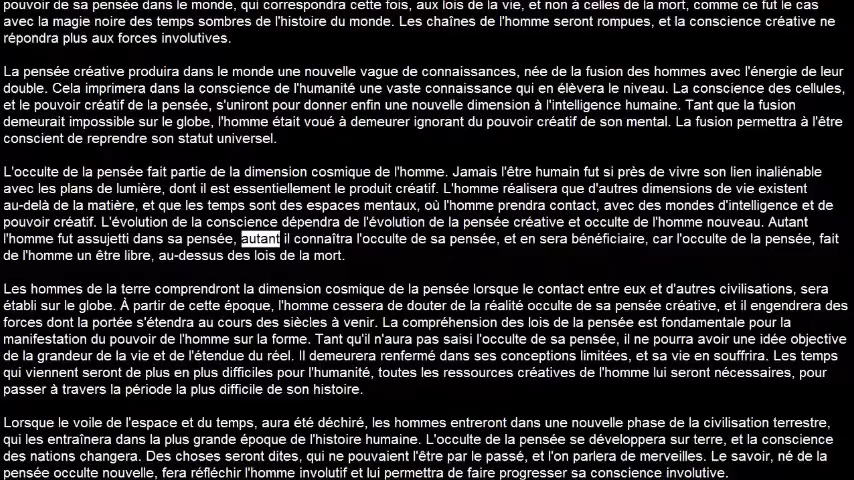 pouvoir de sa pensée dans le monde, qui correspondra cette fois, aux lois de la vie, et non à celles de la mort, comme ce fut le cas
avec la magie noire des temps sombres de l'histoire du monde. Les chaînes de l'homme seront rompues, et la conscience créative ne
répondra plus aux forces involutives.
La pensée créative produira dans le monde une nouvelle vague de connaissances, née de la fusion des hommes avec l'énergie de leur
double. Cela imprimera dans la conscience de l'humanité une vaste connaissance qui en élèvera le niveau. La conscience des cellules,
et le pouvoir créatif de la pensée, s'uniront pour donner enfin une nouvelle dimension à l'intelligence humaine. Tant que la fusion
demeurait impossible sur le globe, l'homme était voué à demeurer ignorant du pouvoir créatif de son mental. La fusion permettra à l'être
conscient de reprendre son statut universel.
L'occulte de la pensée fait partie de la dimension cosmique de l'homme. Jamais l'être humain fut si près de vivre son lien inaliénable
avec les plans de lumière, dont il est essentiellement le produit créatif. L'homme réalisera que d'autres dimensions de vie existent
au-delà de la matière, et que les temps sont des espaces mentaux, où l'homme prendra contact, avec des mondes d'intelligence et de
pouvoir créatif. L'évolution de la conscience dépendra de l'évolution de la pensée créative et occulte de l'homme nouveau. Autant
l'homme fut assujetti dans sa pensée, autant il connaîtra l'occulte de sa pensée, et en sera bénéficiaire, car l'occulte de la pensée, fait
de l'homme un être libre, au-dessus des lois de la mort.
Les hommes de la terre comprendront la dimension cosmique de la pensée lorsque le contact entre eux et d'autres civilisations, sera
établi sur le globe. À partir de cette époque, l'homme cessera de douter de la réalité occulte de sa pensée créative, et il engendrera des
forces dont la portée s'étendra au cours des siècles à venir. La compréhension des lois de la pensée est fondamentale pour la
manifestation du pouvoir de l'homme sur la forme. Tant qu'il n'aura pas saisi l'occulte de sa pensée, il ne pourra avoir une idée objective
de la grandeur de la vie et de l'étendue du réel. Il demeurera renfermé dans ses conceptions limitées, et sa vie en souffrira. Les temps
qui viennent seront de plus en plus difficiles pour l'humanité, toutes les ressources créatives de l'homme lui seront nécessaires, pour
passer à travers la période la plus difficile de son histoire.
Lorsque le voile de l'espace et du temps, aura été déchiré, les hommes entreront dans une nouvelle phase de la civilisation terrestre,
qui les entraînera dans la plus grande époque de l'histoire humaine. L'occulte de la pensée se développera sur terre, et la conscience
des nations changera. Des choses seront dites, qui ne pouvaient l'être par le passé, et l'on parlera de merveilles. Le savoir, né de la
pensée occulte nouvelle, fera réfléchir l'homme involutif et lui permettra de faire progresser sa conscience involutive.